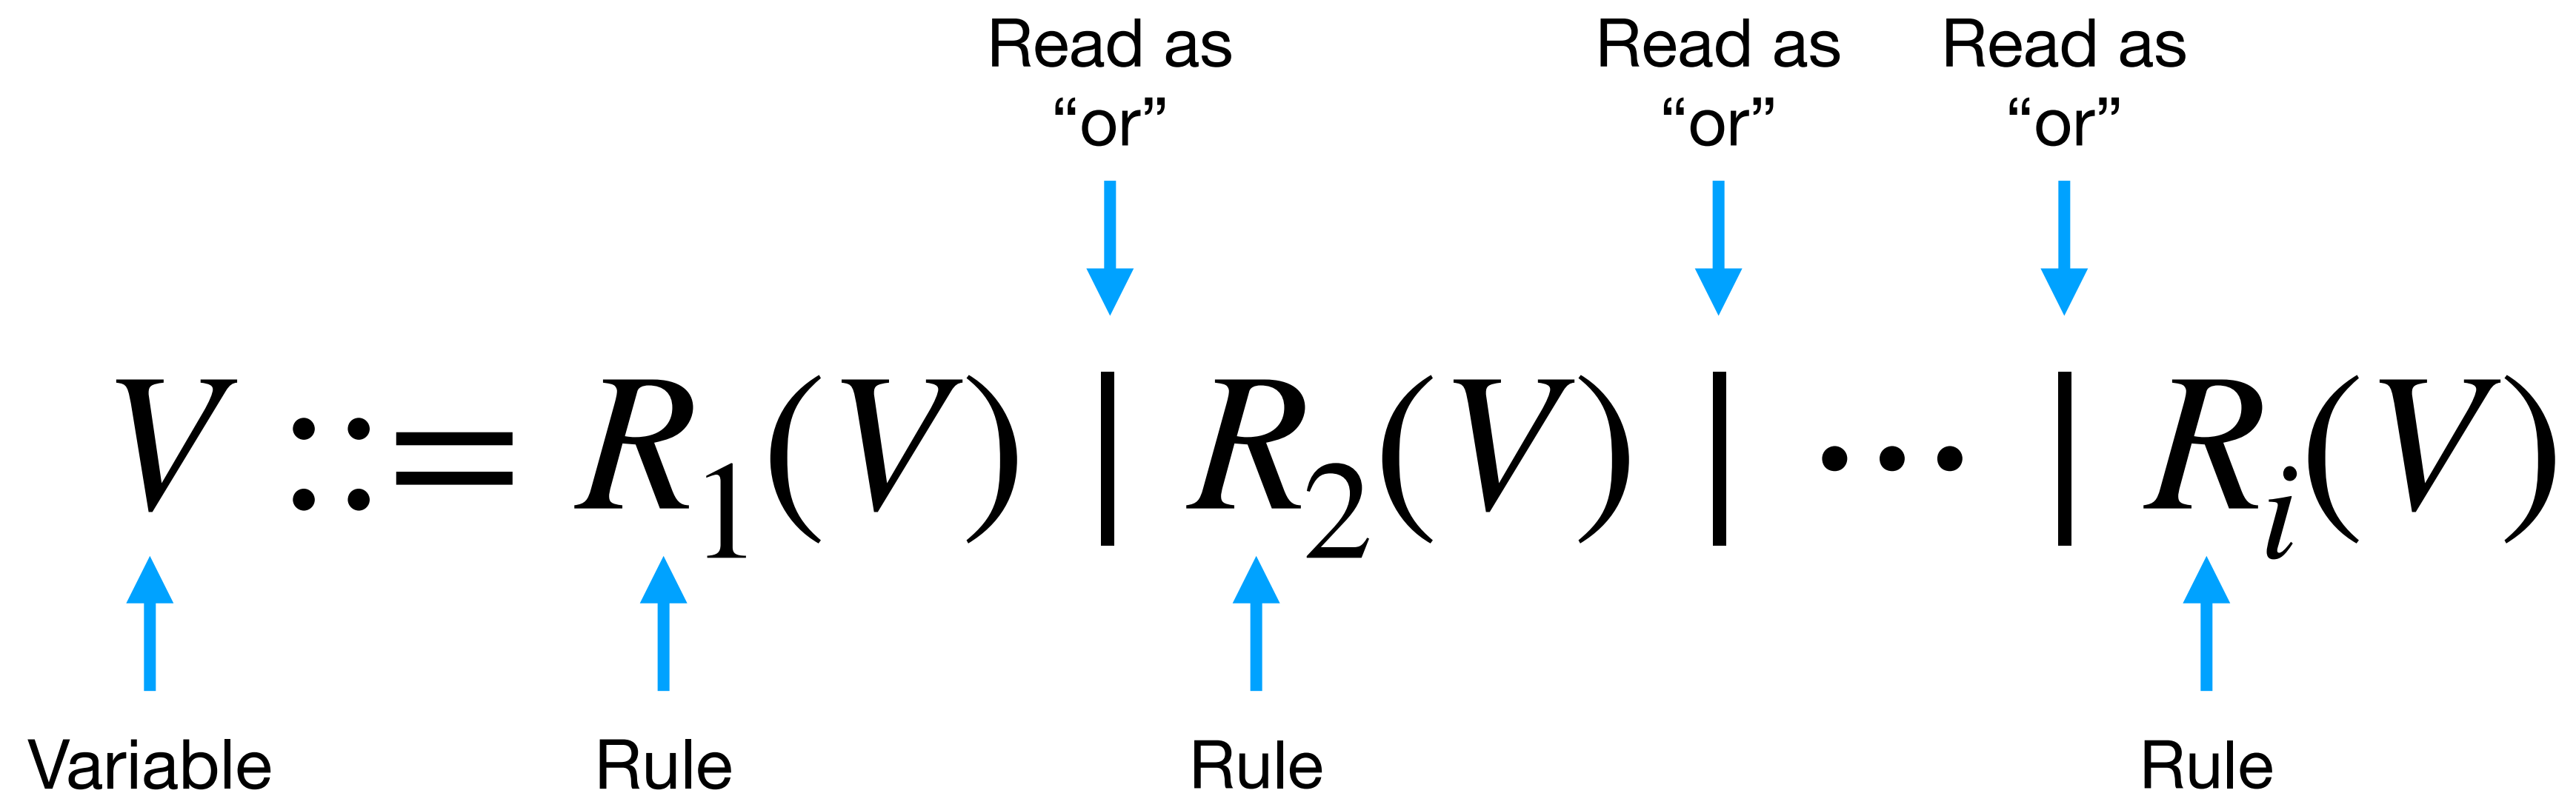 Read as Read as Read as
“or” “or” “or”
V ::= R₁(V) | R₂(V) | ⋯ | Rᵢ(V)
Variable Rule Rule Rule